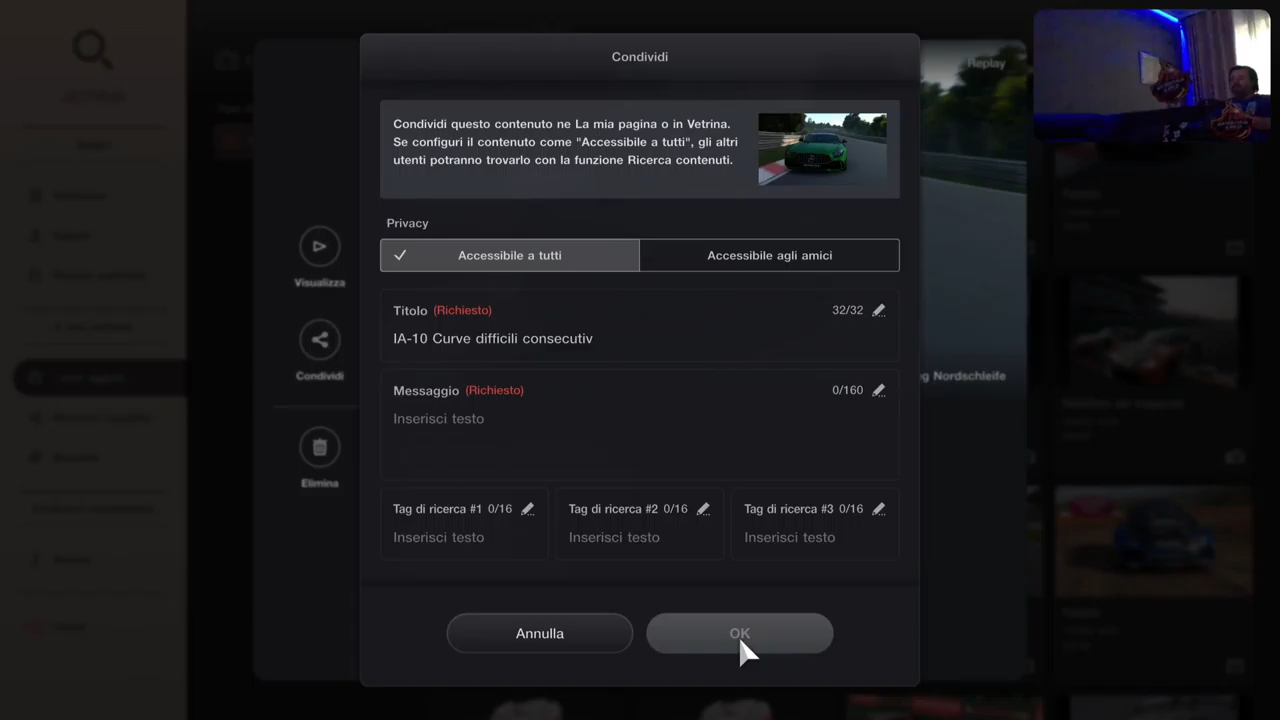 Condividi
Condividi questo contenuto ne La mia pagina o in Vetrina.
Se configuri il contenuto come "Accessibile a tutti", gli altri
utenti potranno trovarlo con la funzione Ricerca contenuti.
Replay
Privacy
Accessibile a tutti
Accessibile agli amici
Visualizza
Titolo (Richiesto) 32/32
IA-10 Curve difficili consecutiv
Condividi
g Nordschleife
Messaggio (Richiesto) 0/160
Inserisci testo
Elimina
Tag di ricerca #1 0/16
Inserisci testo
Tag di ricerca #2 0/16
Inserisci testo
Tag di ricerca #3 0/16
Inserisci testo
Annulla
OK